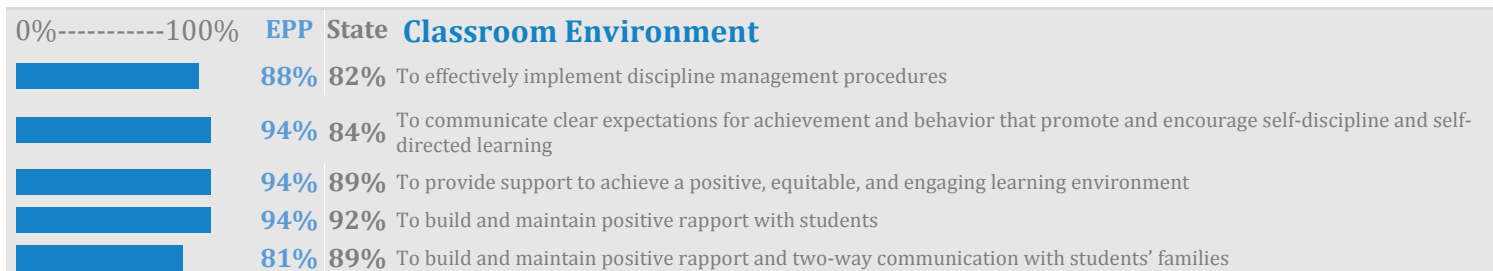 0%-----------100% EPP State Classroom Environment
88% 82% To effectively implement discipline management procedures
94% 84% To communicate clear expectations for achievement and behavior that promote and encourage self-discipline and self-
directed learning
94% 89% To provide support to achieve a positive, equitable, and engaging learning environment
94% 92% To build and maintain positive rapport with students
81% 89% To build and maintain positive rapport and two-way communication with students’ families